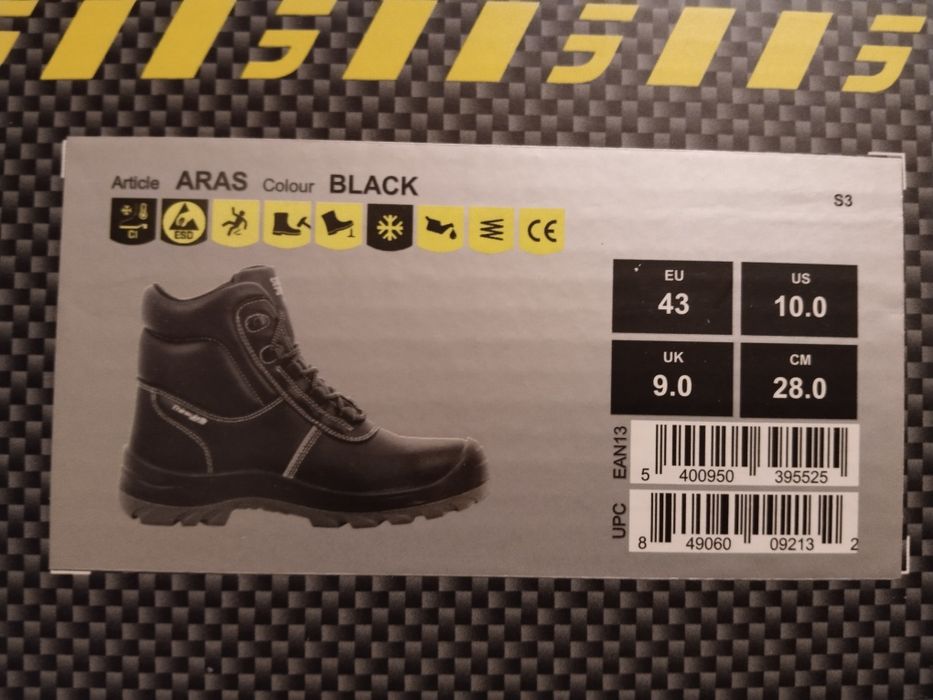 Article ARAS Colour BLACK
S3
CI
ESD
CE
EU
43
US
10.0
UK
9.0
CM
28.0
EAN13
5 400950 395525
UPC
8 49060 09213 2